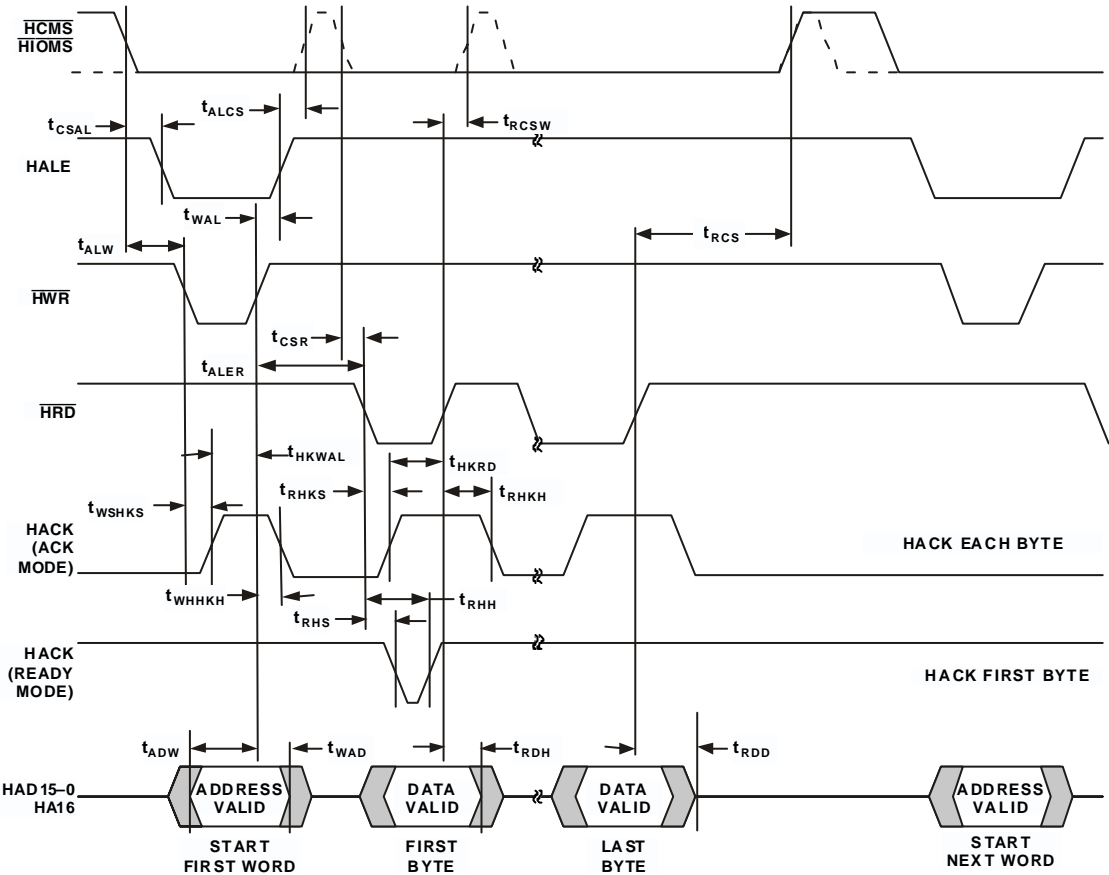 HCMS
HIOMS
tALCS
tCSAL
tRCSW
HALE
tWAL
tALW
tRCS
HWR
tCSR
tALER
HRD
tHKWAL
tHKRD
tRHKS
tRHKH
tWSHKS
HACK
(ACK
MODE)
HACK EACH BYTE
tWHHKH
tRHH
tRHS
HACK
(READY
MODE)
HACK FIRST BYTE
tADW
tWAD
tRDH
tRDD
HAD15–0
HA16
ADDRESS
VALID
DATA
VALID
DATA
VALID
ADDRESS
VALID
START
FIRST WORD
FIRST
BYTE
LAST
BYTE
START
NEXT WORD